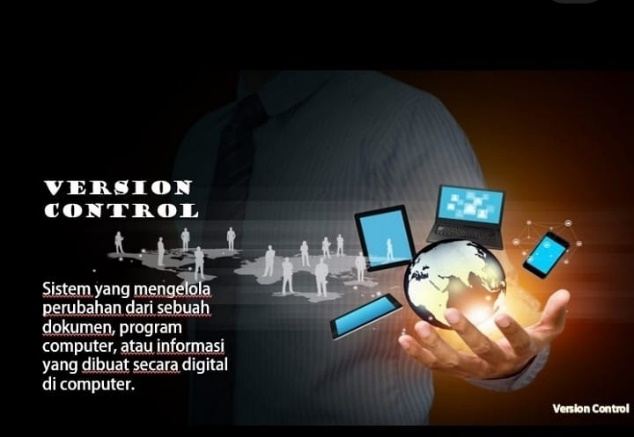 VERSION
CONTROL
Sistem yang mengelola
perubahan dari sebuah
dokumen, program
computer, atau informasi
yang dibuat secara digital
di computer.
Version Control